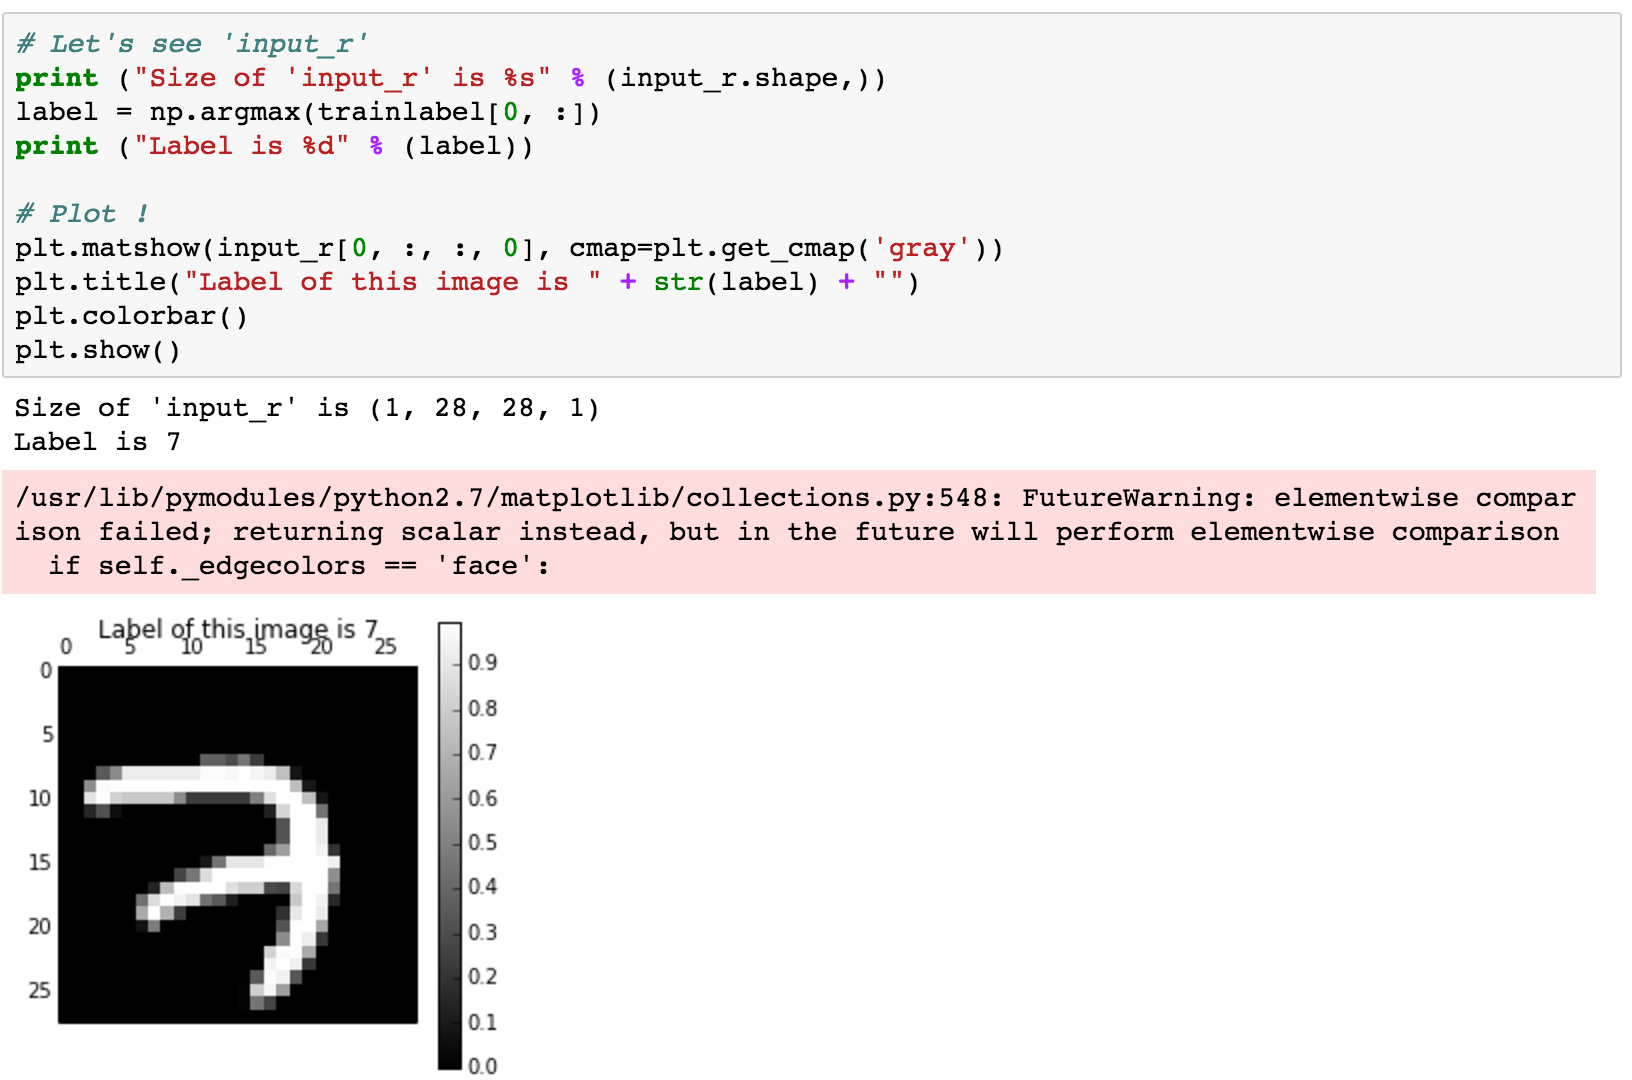 # Let's see 'input_r'
print ("Size of 'input_r' is %s" % (input_r.shape,))
label = np.argmax(trainlabel[0, :])
print ("Label is %d" % (label))
# Plot !
plt.matshow(input_r[0, :, :, 0], cmap=plt.get_cmap('gray'))
plt.title("Label of this image is " + str(label) + "")
plt.colorbar()
plt.show()
Size of 'input_r' is (1, 28, 28, 1)
Label is 7
/usr/lib/pymodules/python2.7/matplotlib/collections.py:548: FutureWarning: elementwise compar
ison failed; returning scalar instead, but in the future will perform elementwise comparison
  if self._edgecolors == 'face':
Label of this image is 7
0 5 10 15 20 25
0
5
10
15
20
25
0.9
0.8
0.7
0.6
0.5
0.4
0.3
0.2
0.1
0.0